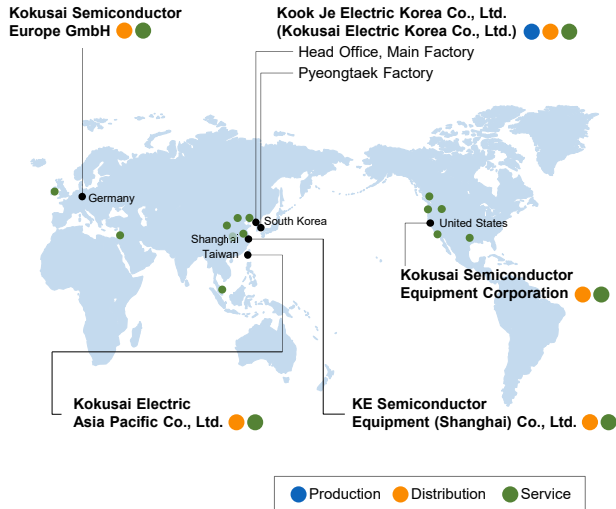 Kokusai Semiconductor
Europe GmbH
Kook Je Electric Korea Co., Ltd.
(Kokusai Electric Korea Co., Ltd.)
Head Office, Main Factory
Pyeongtaek Factory
Germany
South Korea
Shanghai
Taiwan
United States
Kokusai Semiconductor
Equipment Corporation
Kokusai Electric
Asia Pacific Co., Ltd.
KE Semiconductor
Equipment (Shanghai) Co., Ltd.
Production Distribution Service